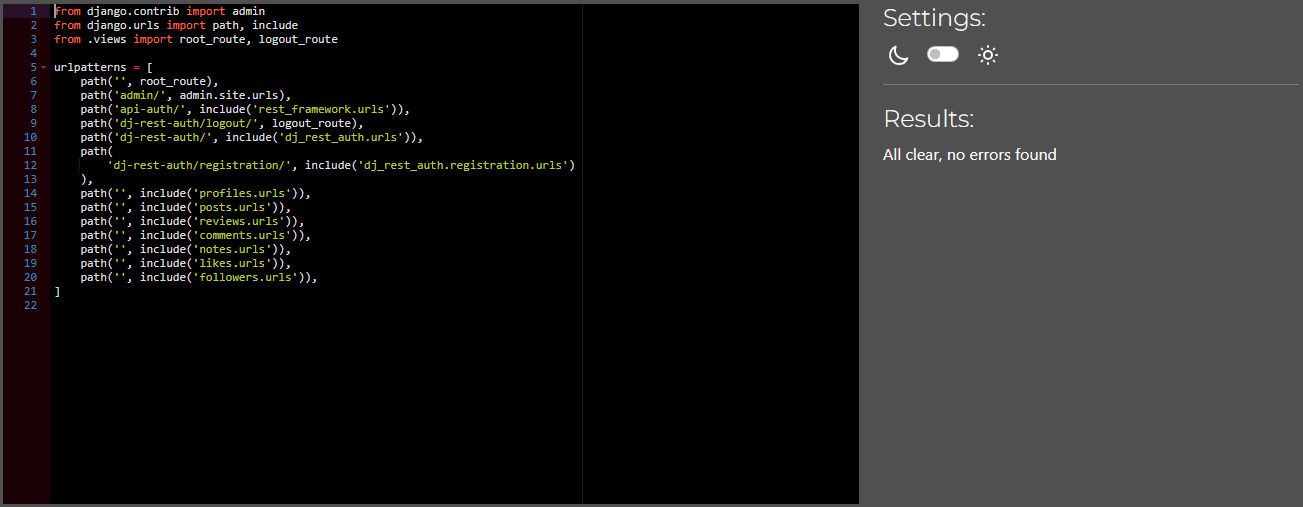 1 from django.contrib import admin
2 from django.urls import path, include
3 from .views import root_route, logout_route
4
5 urlpatterns = [
6     path('', root_route),
7     path('admin/', admin.site.urls),
8     path('api-auth/', include('rest_framework.urls')),
9     path('dj-rest-auth/logout/', logout_route),
10     path('dj-rest-auth/', include('dj_rest_auth.urls')),
11     path(
12         'dj-rest-auth/registration/', include('dj_rest_auth.registration.urls')
13     ),
14     path('', include('profiles.urls')),
15     path('', include('posts.urls')),
16     path('', include('reviews.urls')),
17     path('', include('comments.urls')),
18     path('', include('notes.urls')),
19     path('', include('likes.urls')),
20     path('', include('followers.urls')),
21 ]
22
Settings:
Results:
All clear, no errors found